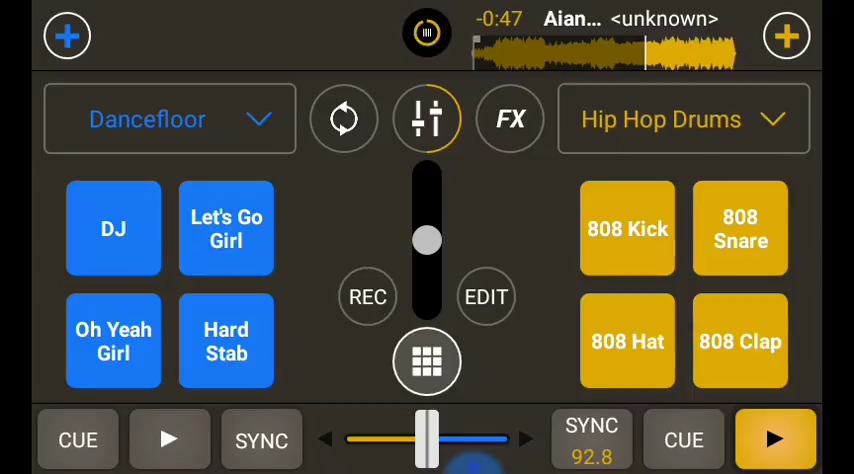 -0:47 Aian... <unknown>
Dancefloor
FX
Hip Hop Drums
DJ
Let's Go
Girl
808 Kick
808
Snare
REC
EDIT
Oh Yeah
Girl
Hard
Stab
808 Hat
808 Clap
CUE
SYNC
SYNC
92.8
CUE